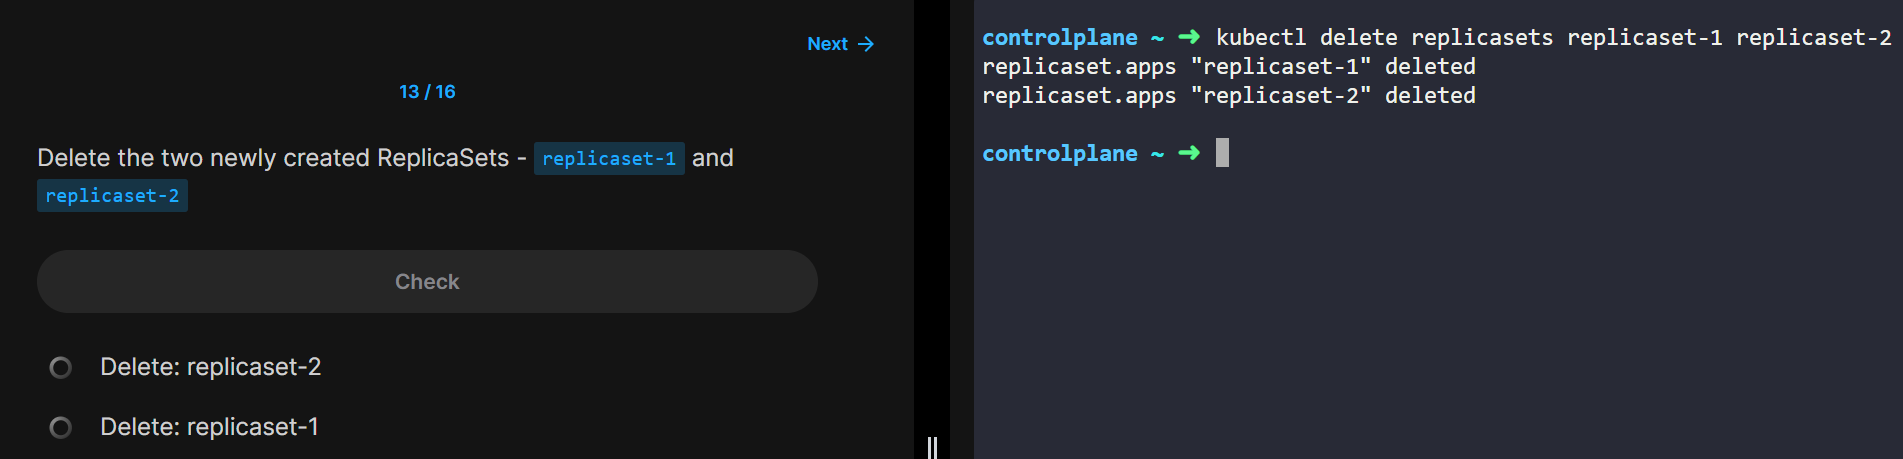 Next →
13 / 16
Delete the two newly created ReplicaSets - replicaset-1 and
replicaset-2
Check
Delete: replicaset-2
Delete: replicaset-1
controlplane ~ ➜ kubectl delete replicasets replicaset-1 replicaset-2
replicaset.apps "replicaset-1" deleted
replicaset.apps "replicaset-2" deleted
controlplane ~ ➜